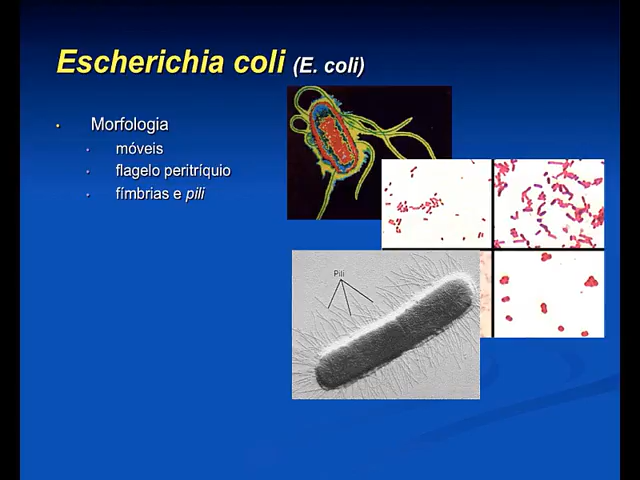 Escherichia coli (E. coli)
• Morfologia
• móveis
• flagelo peritríquio
• fímbrias e pili
Pili